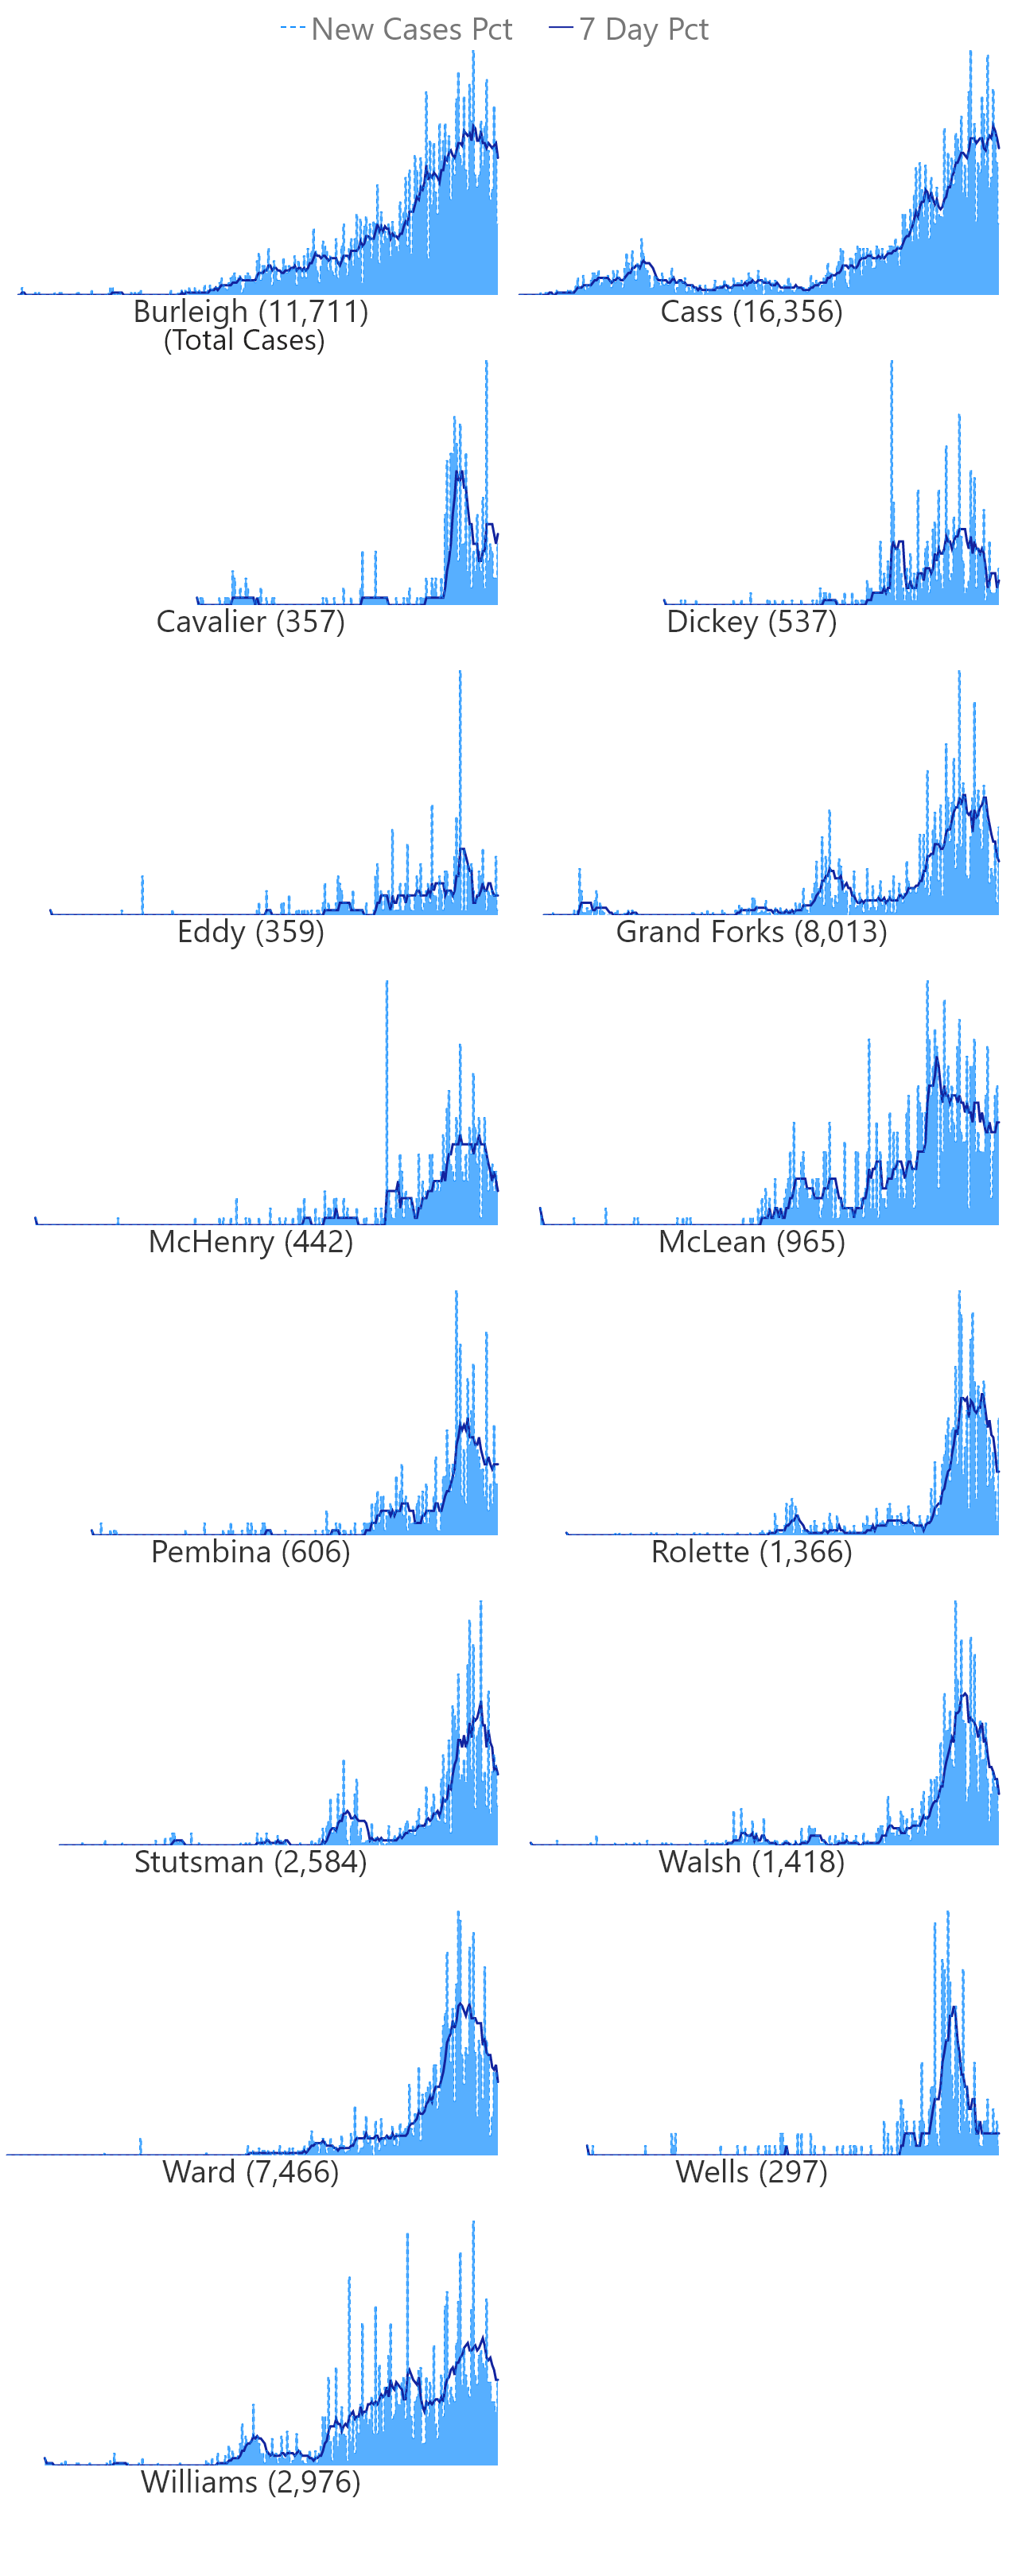 New Cases Pct 7 Day Pct
Burleigh (11,711)
(Total Cases)
Cass (16,356)
Cavalier (357)
Dickey (537)
Eddy (359)
Grand Forks (8,013)
McHenry (442)
McLean (965)
Pembina (606)
Rolette (1,366)
Stutsman (2,584)
Walsh (1,418)
Ward (7,466)
Wells (297)
Williams (2,976)